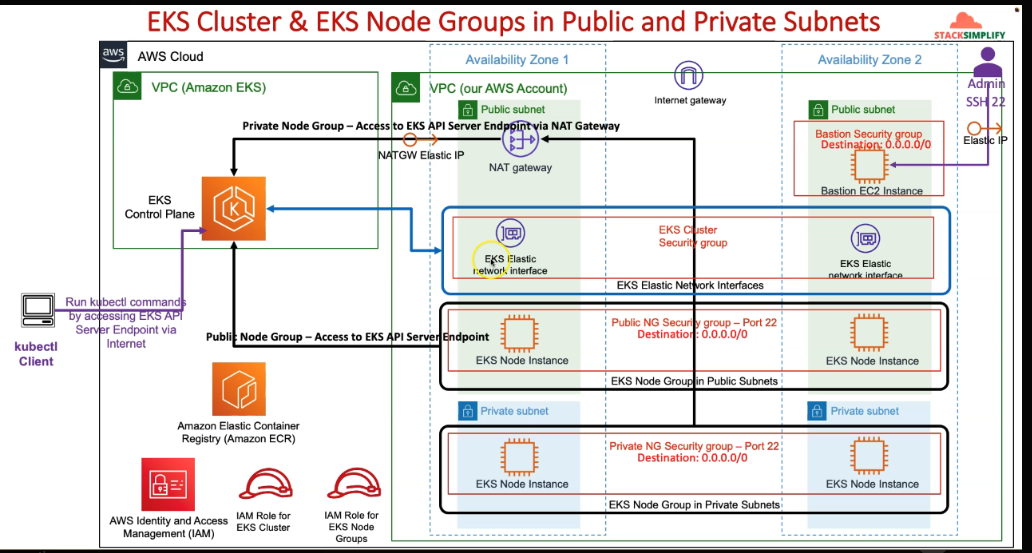 EKS Cluster & EKS Node Groups in Public and Private Subnets
STACKSIMPLIFY
aws
AWS Cloud
Availability Zone 1
Availability Zone 2
VPC (Amazon EKS)
VPC (our AWS Account)
Internet gateway
Admin
SSH 22
Public subnet
Public subnet
Private Node Group – Access to EKS API Server Endpoint via NAT Gateway
NATGW Elastic IP
NAT gateway
Bastion Security group
Destination: 0.0.0.0/0
Bastion EC2 Instance
Elastic IP
EKS
Control Plane
EKS Cluster
Security group
EKS Elastic
network interface
EKS Elastic
network interface
EKS Elastic Network Interfaces
Run kubectl commands
by accessing EKS API
Server Endpoint via
Internet
kubectl
Client
Public Node Group – Access to EKS API Server Endpoint
Public NG Security group – Port 22
Destination: 0.0.0.0/0
EKS Node Instance
EKS Node Instance
EKS Node Group in Public Subnets
Amazon Elastic Container
Registry (Amazon ECR)
Private subnet
Private subnet
Private NG Security group – Port 22
Destination: 0.0.0.0/0
EKS Node Instance
EKS Node Instance
EKS Node Group in Private Subnets
AWS Identity and Access
Management (IAM)
IAM Role for
EKS Cluster
IAM Role for
EKS Node
Groups